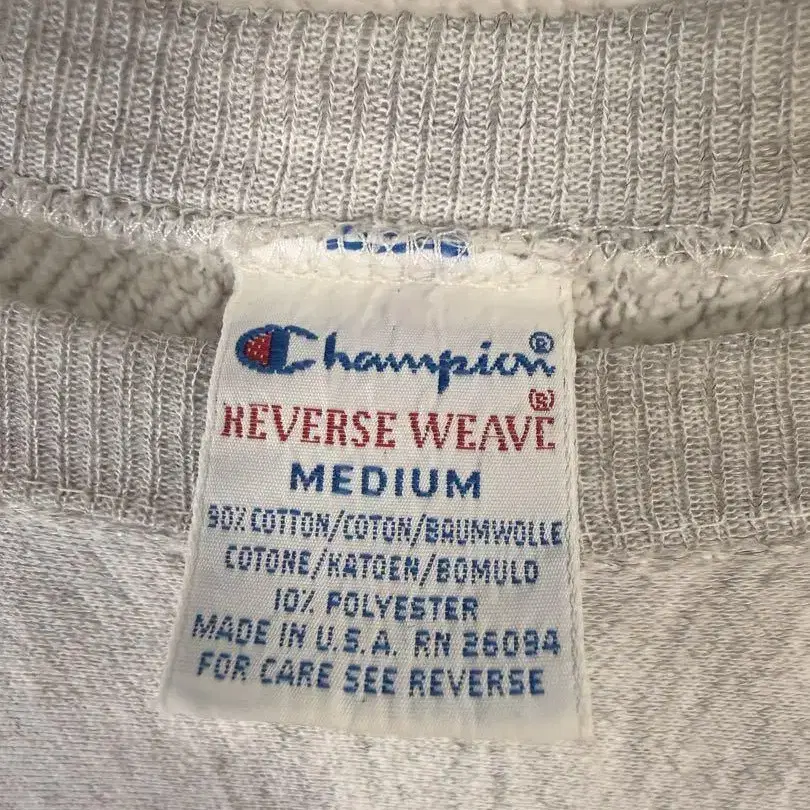 Champion®
REVERSE WEAVE®
MEDIUM
90% COTTON/COTON/BAUMWOLLE
COTONE/KATOEN/BOMULD
10% POLYESTER
MADE IN U.S.A. RN 26094
FOR CARE SEE REVERSE